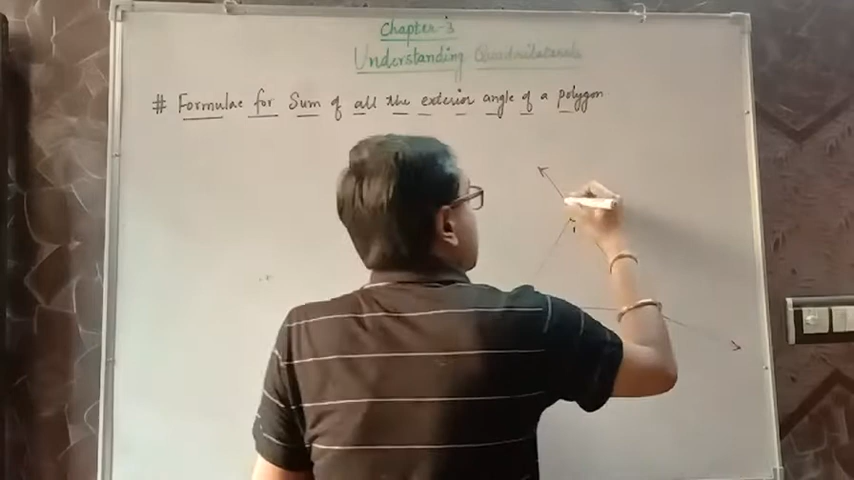 Chapter-3
Understanding Quadrilaterals
# Formulae for Sum of all the exterior angle of a polygon